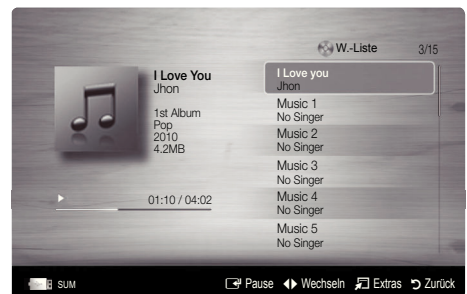 W.-Liste 3/15
I Love You
Jhon
1st Album
Pop
2010
4.2MB
01:10 / 04:02
I Love you
Jhon
Music 1
No Singer
Music 2
No Singer
Music 3
No Singer
Music 4
No Singer
Music 5
No Singer
SUM Pause Wechseln Extras Zurück